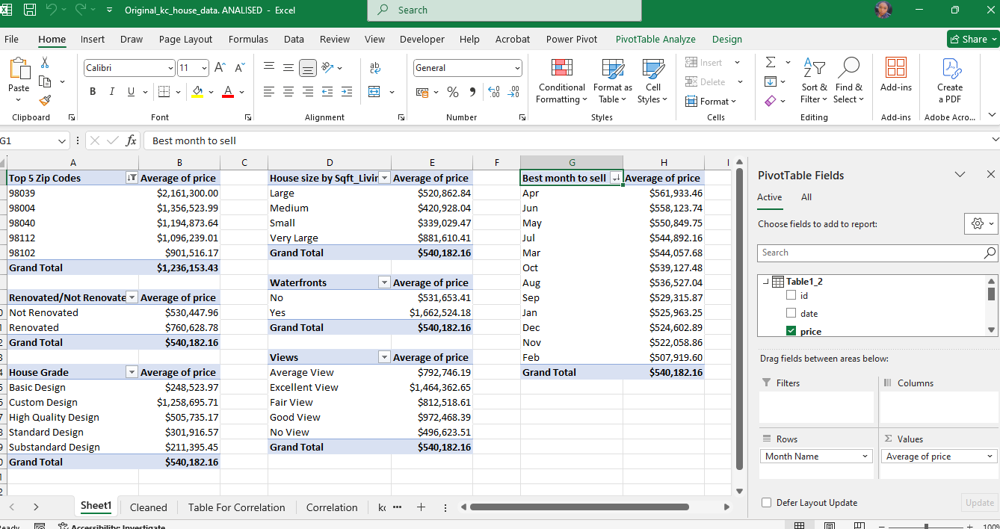 Original_kc_house_data. ANALISED - Excel
Search
File Home Insert Draw Page Layout Formulas Data Review View Developer Help Acrobat Power Pivot PivotTable Analyze Design Share
Paste
Calibri 11
B I U
A
ab
General
% 9
Conditional Formatting
Format as Table
Cell Styles
Insert
Delete
Format
Sort & Filter
Find & Select
Add-ins
Create a PDF
Clipboard Font Alignment Number Styles Cells Editing Add-ins Adobe Acro...
G1 fx Best month to sell
A B C D E F G H I
Top 5 Zip Codes Average of price
98039 $2,161,300.00
98004 $1,356,523.99
98040 $1,194,873.64
98112 $1,096,239.01
98102 $901,516.17
Grand Total $1,236,153.43
Renovated/Not Renovate Average of price
Not Renovated $530,447.96
Renovated $760,628.78
Grand Total $540,182.16
House Grade Average of price
Basic Design $248,523.97
Custom Design $1,258,695.71
High Quality Design $505,735.17
Standard Design $301,916.57
Substandard Design $211,395.45
Grand Total $540,182.16
House size by Sqft_Livir Average of price
Large $520,862.84
Medium $420,928.04
Small $339,029.47
Very Large $881,610.41
Grand Total $540,182.16
Waterfronts Average of price
No $531,653.41
Yes $1,662,524.18
Grand Total $540,182.16
Views Average of price
Average View $792,746.19
Excellent View $1,464,362.65
Fair View $812,518.61
Good View $972,468.39
No View $496,623.51
Grand Total $540,182.16
Best month to sell Average of price
Apr $561,933.46
Jun $558,123.74
May $550,849.75
Jul $544,892.16
Mar $544,057.68
Oct $539,127.48
Aug $536,527.04
Sep $529,315.87
Jan $525,963.25
Dec $524,602.89
Nov $522,058.86
Feb $507,919.60
Grand Total $540,182.16
PivotTable Fields
Active All
Choose fields to add to report:
Search
Table1_2
id
date
price
Drag fields between areas below:
Filters Columns
Rows Σ Values
Month Name Average of price
Defer Layout Update Update
Sheet1 Cleaned Table For Correlation Correlation kc ...
Ready Accessibility: Investigate 100%